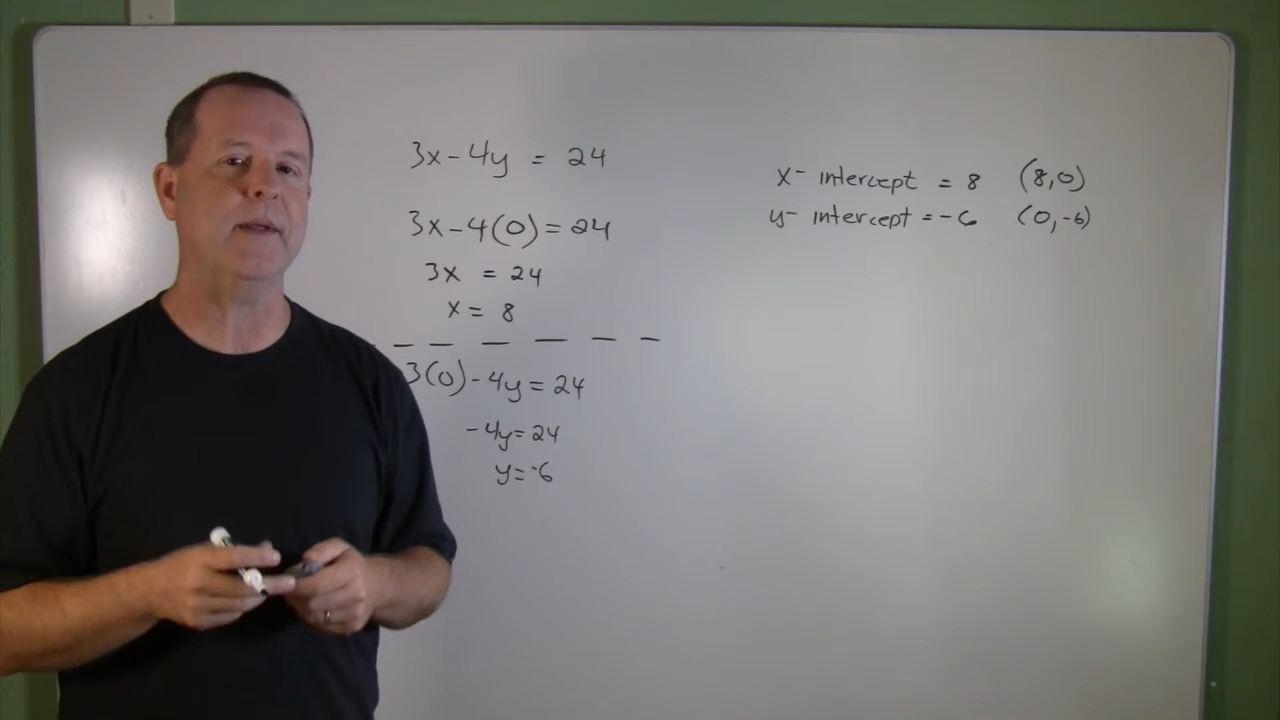 3x - 4y = 24
3x - 4(0) = 24
3x = 24
x = 8
3(0) - 4y = 24
-4y = 24
y = -6
x- intercept = 8 (8,0)
y- intercept = -6 (0,-6)